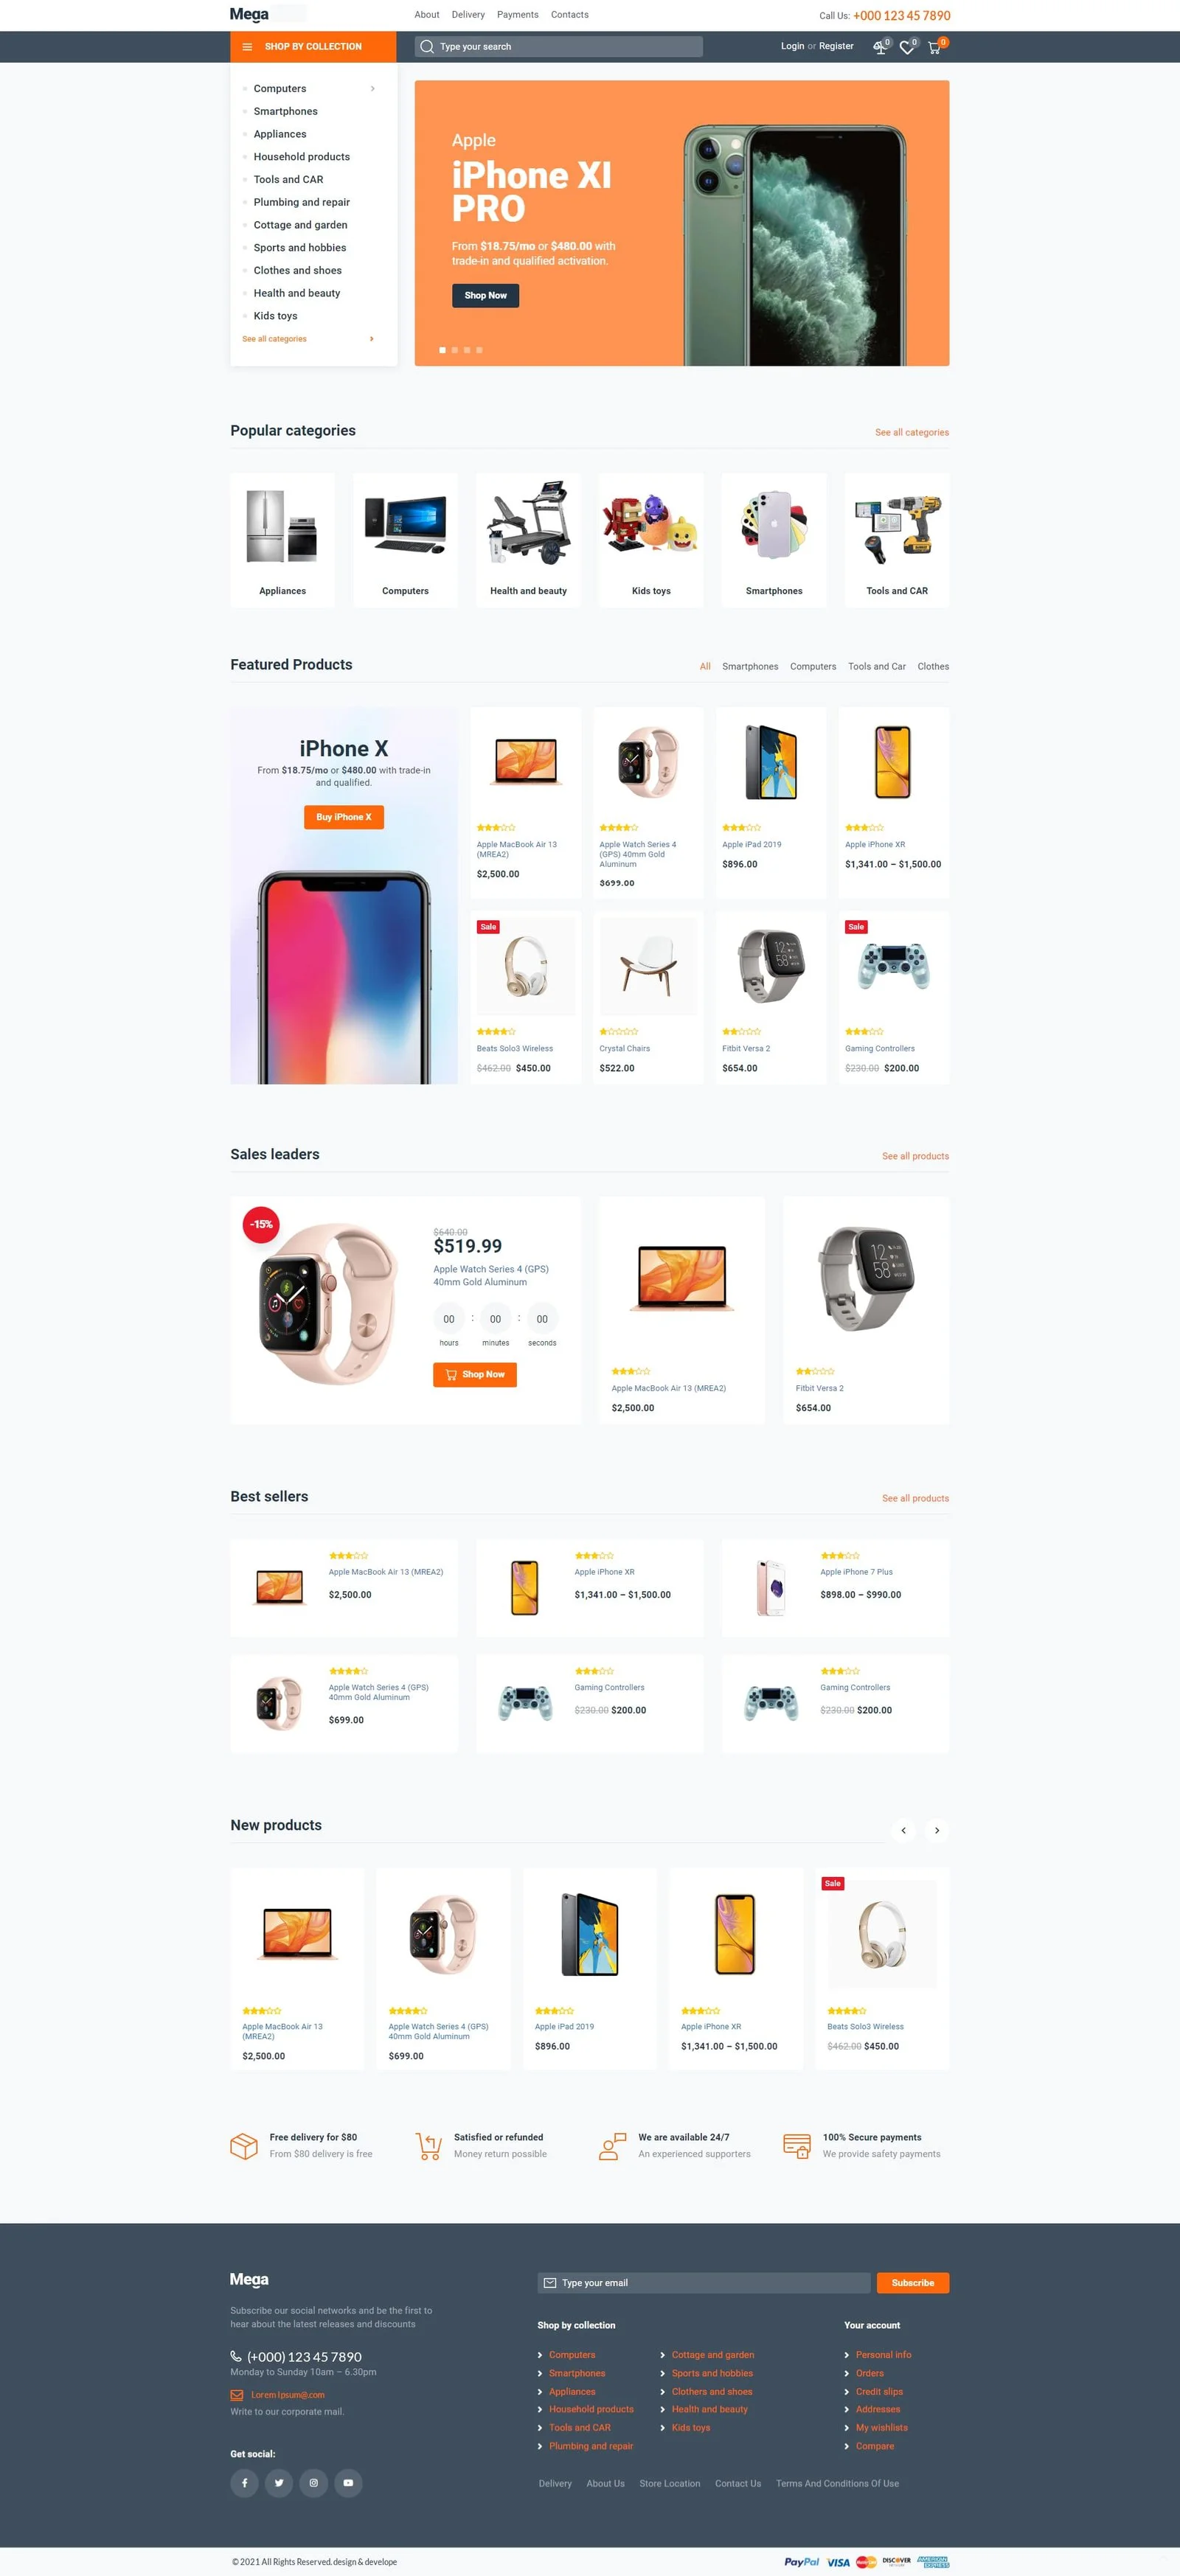 Mega
About Delivery Payments Contacts
Call Us: +000 123 45 7890
SHOP BY COLLECTION
Type your search
Login or Register
0 0 0
Computers
Smartphones
Appliances
Household products
Tools and CAR
Plumbing and repair
Cottage and garden
Sports and hobbies
Clothes and shoes
Health and beauty
Kids toys
See all categories
Apple
iPhone XI
PRO
From $18.75/mo or $480.00 with
trade-in and qualified activation.
Shop Now
Popular categories
See all categories
Appliances
Computers
Health and beauty
Kids toys
Smartphones
Tools and CAR
Featured Products
All Smartphones Computers Tools and Car Clothes
iPhone X
From $18.75/mo or $480.00 with trade-in
and qualified.
Buy iPhone X
Apple MacBook Air 13
(MREA2)
$2,500.00
Apple Watch Series 4
(GPS) 40mm Gold
Aluminum
$699.00
Apple iPad 2019
$896.00
Apple iPhone XR
$1,341.00 – $1,500.00
Sale
Beats Solo3 Wireless
$462.00 $450.00
Crystal Chairs
$522.00
12
58
Fitbit Versa 2
$654.00
Sale
Gaming Controllers
$230.00 $200.00
Sales leaders
See all products
-15%
$640.00
$519.99
Apple Watch Series 4 (GPS)
40mm Gold Aluminum
00 : 00 : 00
hours minutes seconds
Shop Now
Apple MacBook Air 13 (MREA2)
$2,500.00
12
58
Fitbit Versa 2
$654.00
Best sellers
See all products
Apple MacBook Air 13 (MREA2)
$2,500.00
Apple iPhone XR
$1,341.00 – $1,500.00
Apple iPhone 7 Plus
$898.00 – $990.00
Apple Watch Series 4 (GPS)
40mm Gold Aluminum
$699.00
Gaming Controllers
$230.00 $200.00
Gaming Controllers
$230.00 $200.00
New products
Apple MacBook Air 13
(MREA2)
$2,500.00
Apple Watch Series 4 (GPS)
40mm Gold Aluminum
$699.00
Apple iPad 2019
$896.00
Apple iPhone XR
$1,341.00 – $1,500.00
Sale
Beats Solo3 Wireless
$462.00 $450.00
Free delivery for $80
From $80 delivery is free
Satisfied or refunded
Money return possible
We are available 24/7
An experienced supporters
100% Secure payments
We provide safety payments
Mega
Subscribe our social networks and be the first to
hear about the latest releases and discounts
(+000) 123 45 7890
Monday to Sunday 10am – 6.30pm
Lorem Ipsum@.com
Write to our corporate mail.
Get social:
Type your email
Subscribe
Shop by collection
Computers
Smartphones
Appliances
Household products
Tools and CAR
Plumbing and repair
Cottage and garden
Sports and hobbies
Clothers and shoes
Health and beauty
Kids toys
Your account
Personal info
Orders
Credit slips
Addresses
My wishlists
Compare
Delivery About Us Store Location Contact Us Terms And Conditions Of Use
© 2021 All Rights Reserved. design & develope
PayPal VISA DISCOVER AMERICAN EXPRESS